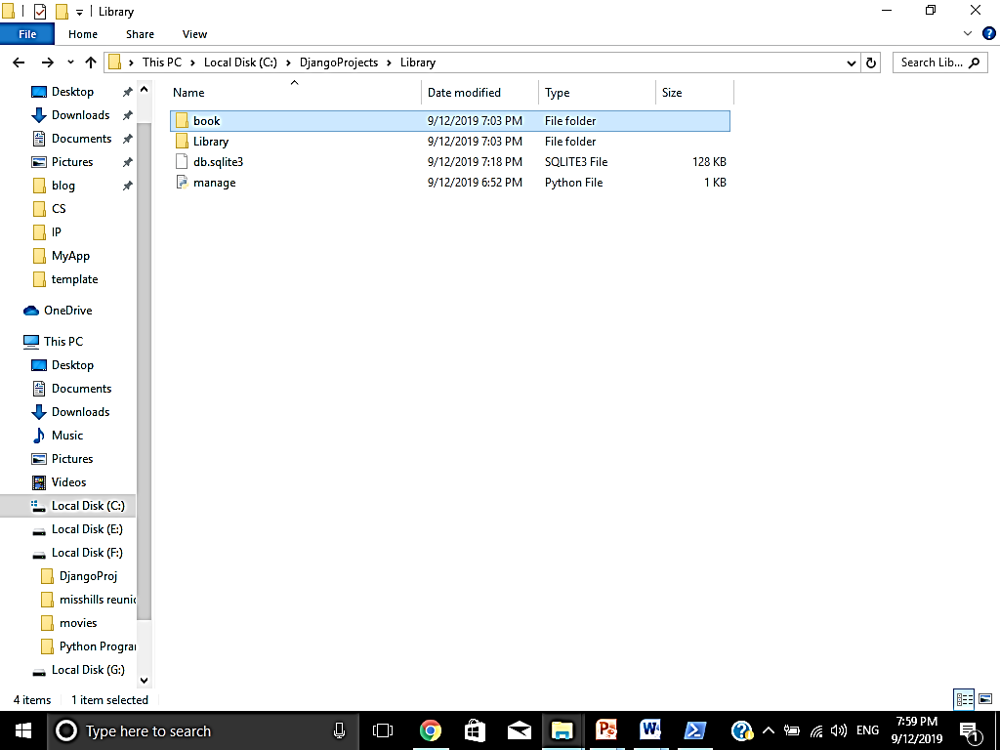 Library
File Home Share View
This PC Local Disk (C:) DjangoProjects Library
Search Lib...
Name Date modified Type Size
book 9/12/2019 7:03 PM File folder
Library 9/12/2019 7:03 PM File folder
db.sqlite3 9/12/2019 7:18 PM SQLITE3 File 128 KB
manage 9/12/2019 6:52 PM Python File 1 KB
Desktop
Downloads
Documents
Pictures
blog
CS
IP
MyApp
template
OneDrive
This PC
Desktop
Documents
Downloads
Music
Pictures
Videos
Local Disk (C:)
Local Disk (E:)
Local Disk (F:)
DjangoProj
misshills reunio
movies
Python Program
Local Disk (G:)
4 items 1 item selected
Type here to search
ENG
7:59 PM
9/12/2019
1